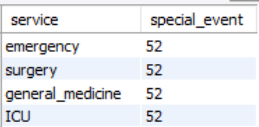 service special_event
emergency 52
surgery 52
general_medicine 52
ICU 52